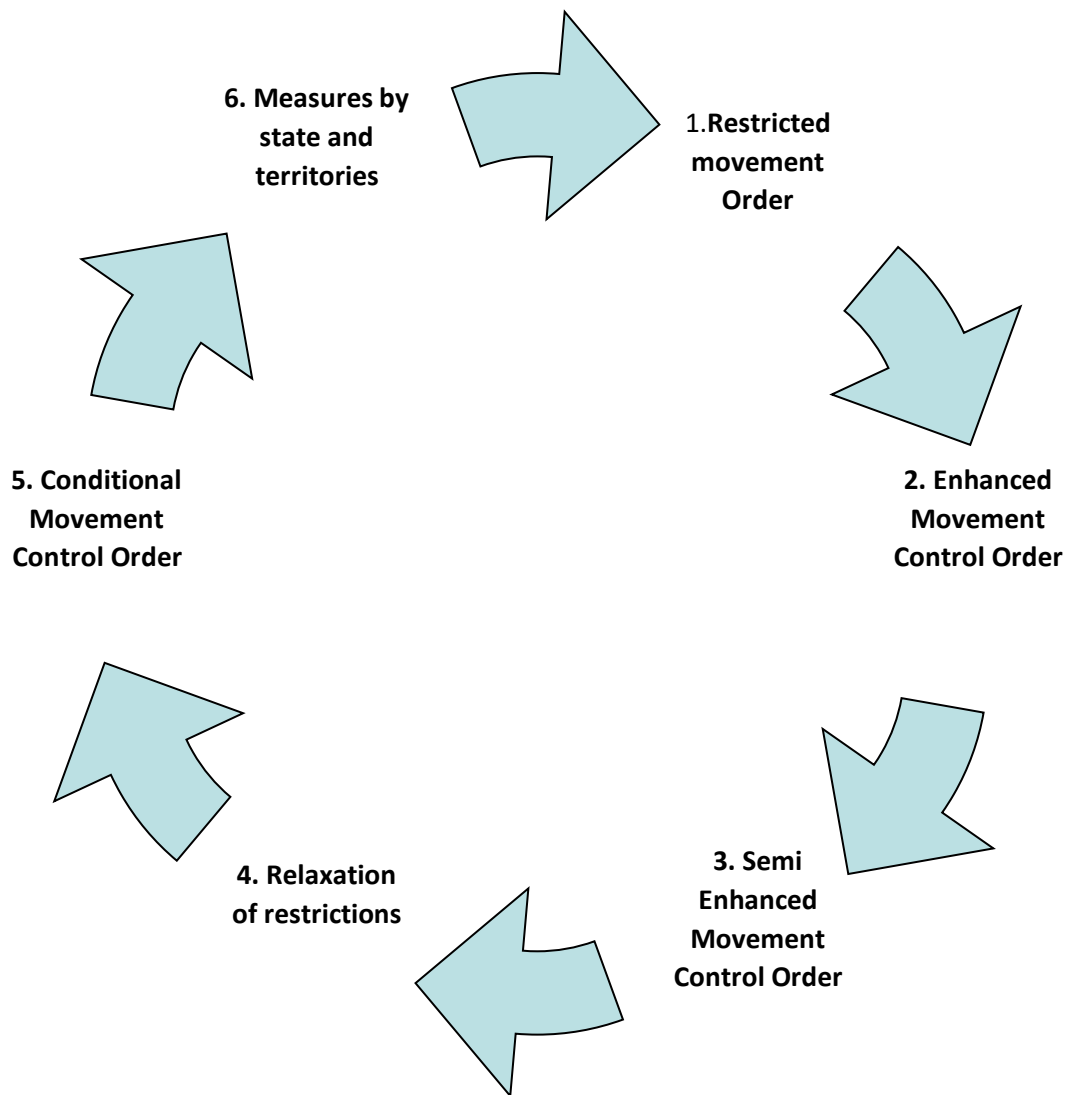 6. Measures by
state and
territories
1.Restricted
movement
Order
2. Enhanced
Movement
Control Order
3. Semi
Enhanced
Movement
Control Order
4. Relaxation
of restrictions
5. Conditional
Movement
Control Order